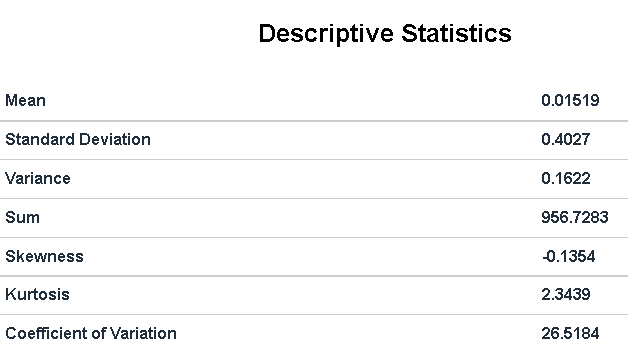 Descriptive Statistics
Mean 0.01519
Standard Deviation 0.4027
Variance 0.1622
Sum 956.7283
Skewness -0.1354
Kurtosis 2.3439
Coefficient of Variation 26.5184